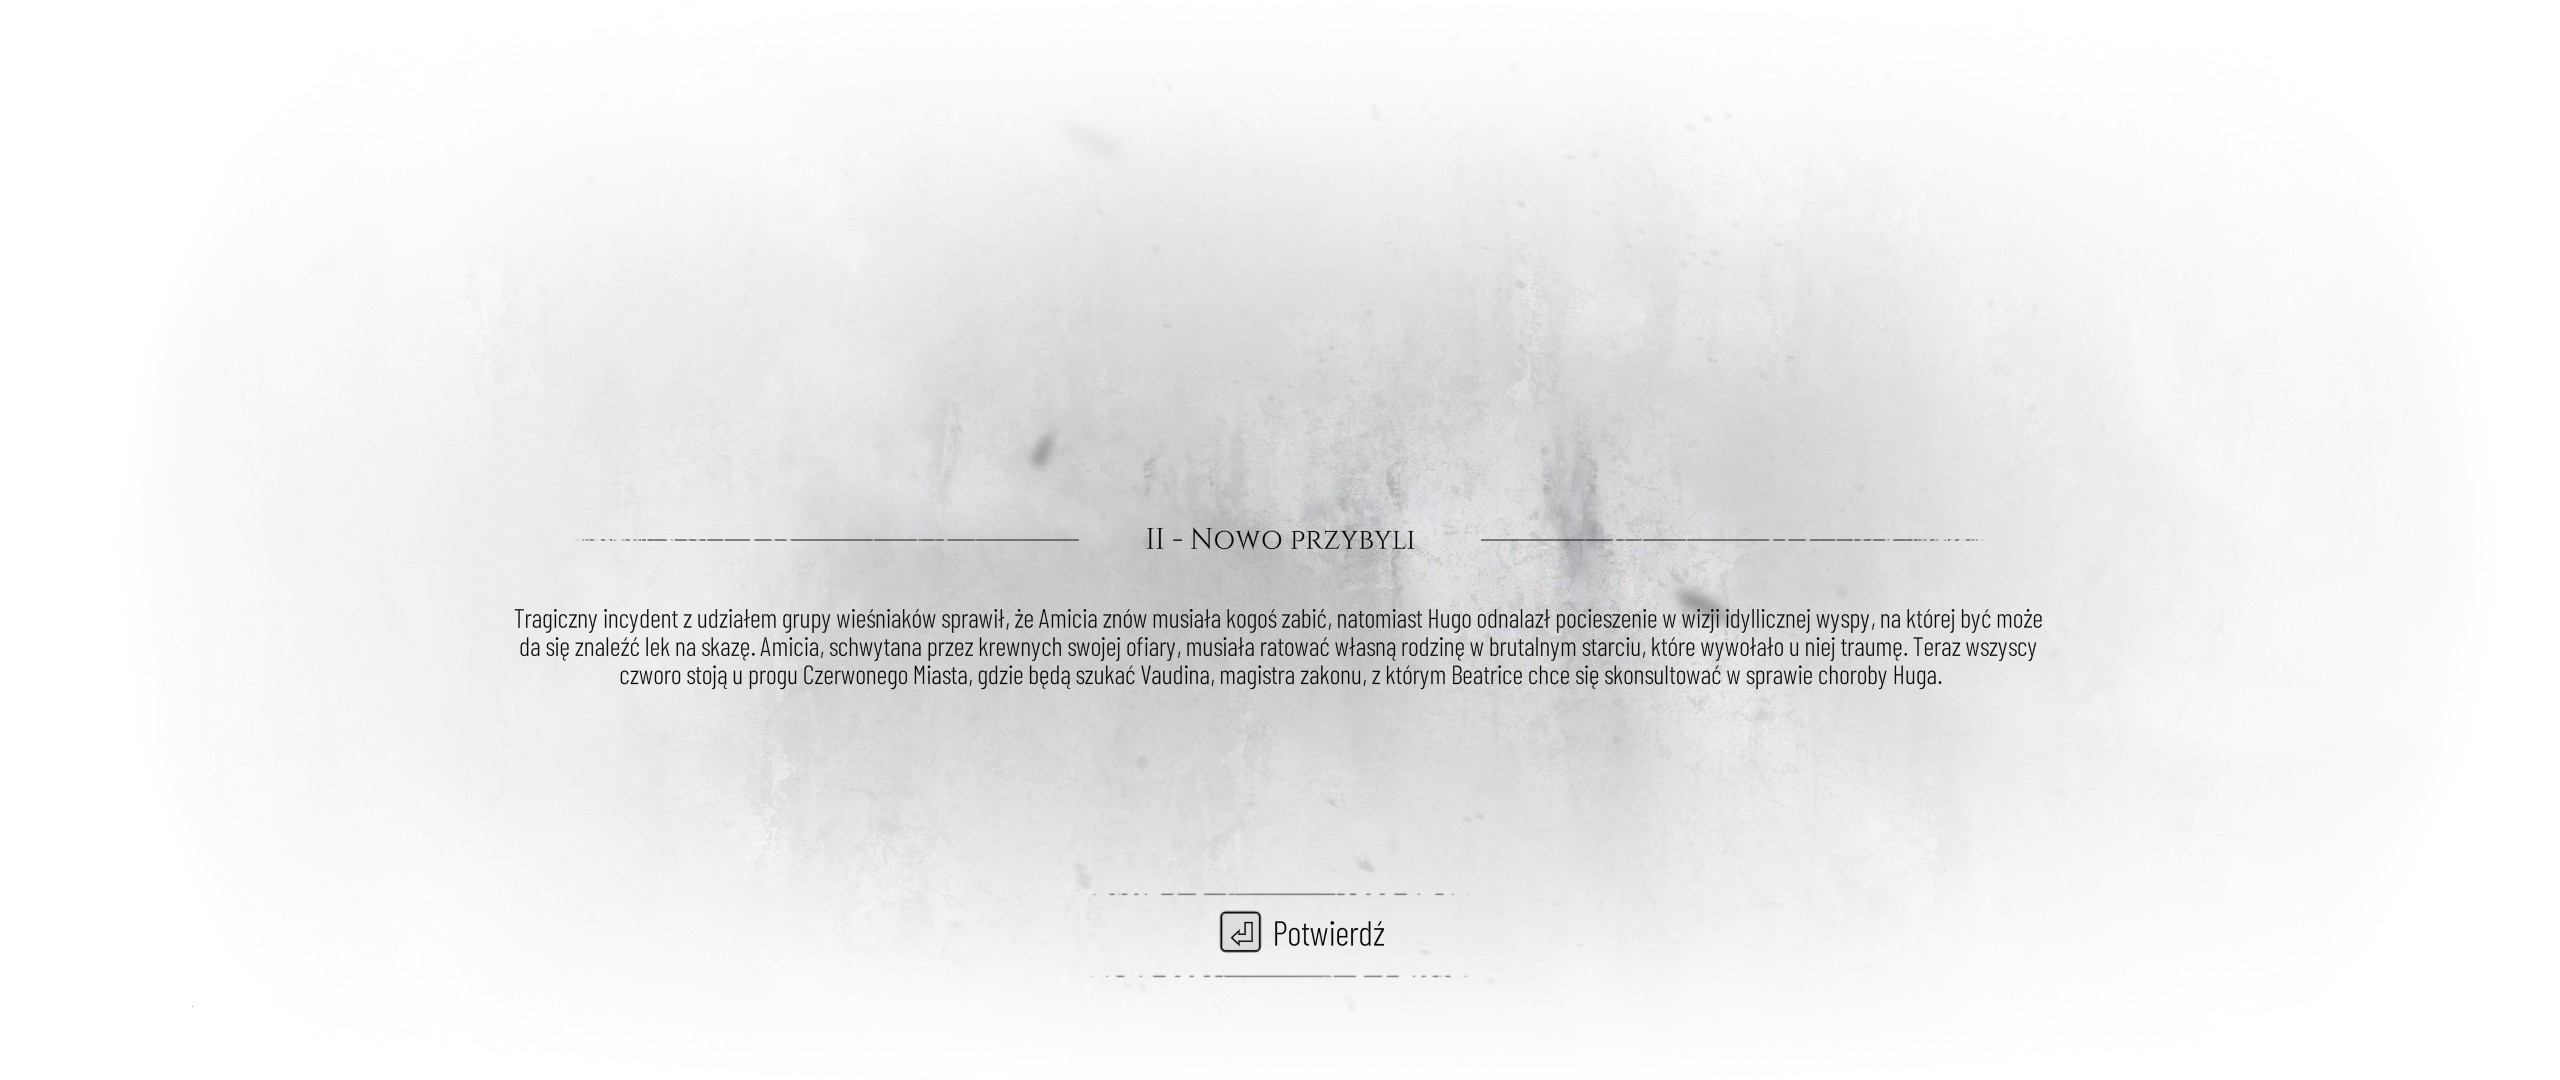 II - Nowo przybyli
Tragiczny incydent z udziałem grupy wieśniaków sprawił, że Amicia znów musiała kogoś zabić, natomiast Hugo odnalazł pocieszenie w wizji idyllicznej wyspy, na której być może
da się znaleźć lek na skazę. Amicia, schwytana przez krewnych swojej ofiary, musiała ratować własną rodzinę w brutalnym starciu, które wywołało u niej traumę. Teraz wszyscy
czworo stoją u progu Czerwonego Miasta, gdzie będą szukać Vaudina, magistra zakonu, z którym Beatrice chce się skonsultować w sprawie choroby Huga.
Potwierdź